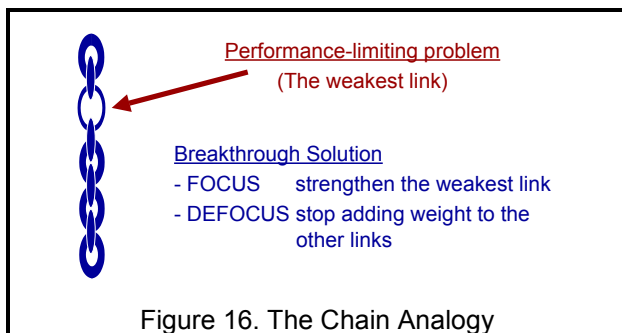 Performance-limiting problem
(The weakest link)
Breakthrough Solution
- FOCUS strengthen the weakest link
- DEFOCUS stop adding weight to the
other links
Figure 16. The Chain Analogy